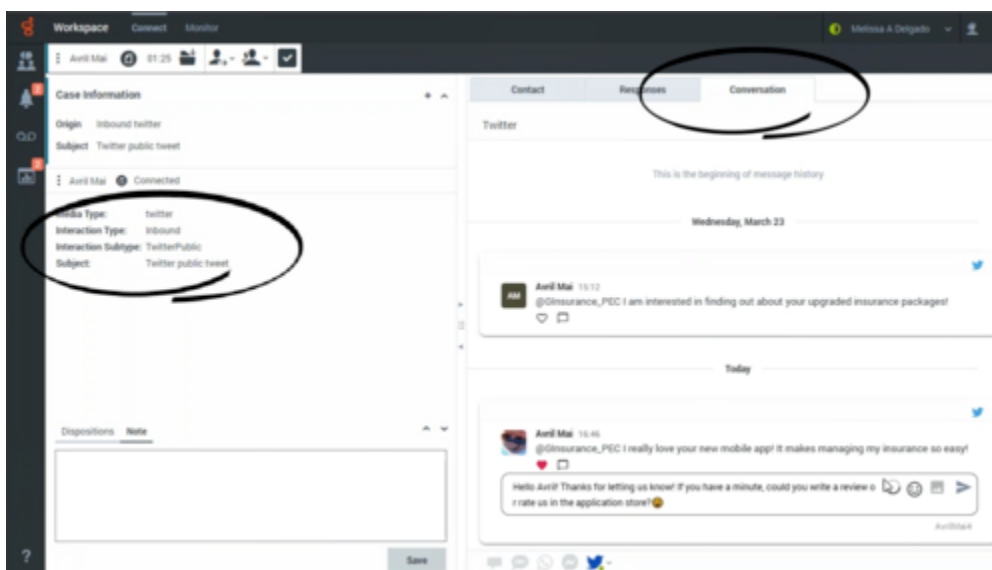 Workspace Connect Monitor
Melissa A Delgado
Avril Mai 01:25
Case Information
Origin Inbound twitter
Subject Twitter public tweet
Avril Mai Connected
Media Type: twitter
Interaction Type: Inbound
Interaction Subtype: TwitterPublic
Subject: Twitter public tweet
Dispositions Note
Save
Contact Responses Conversation
Twitter
This is the beginning of message history
Wednesday, March 23
AM
Avril Mai 15:12
@GInsurance_PEC I am interested in finding out about your upgraded insurance packages!
Today
Avril Mai 16:46
@GInsurance_PEC I really love your new mobile app! It makes managing my insurance so easy!
Hello Avril! Thanks for letting us know! If you have a minute, could you write a review o
r rate us in the application store?😀
AvrilMai4
?